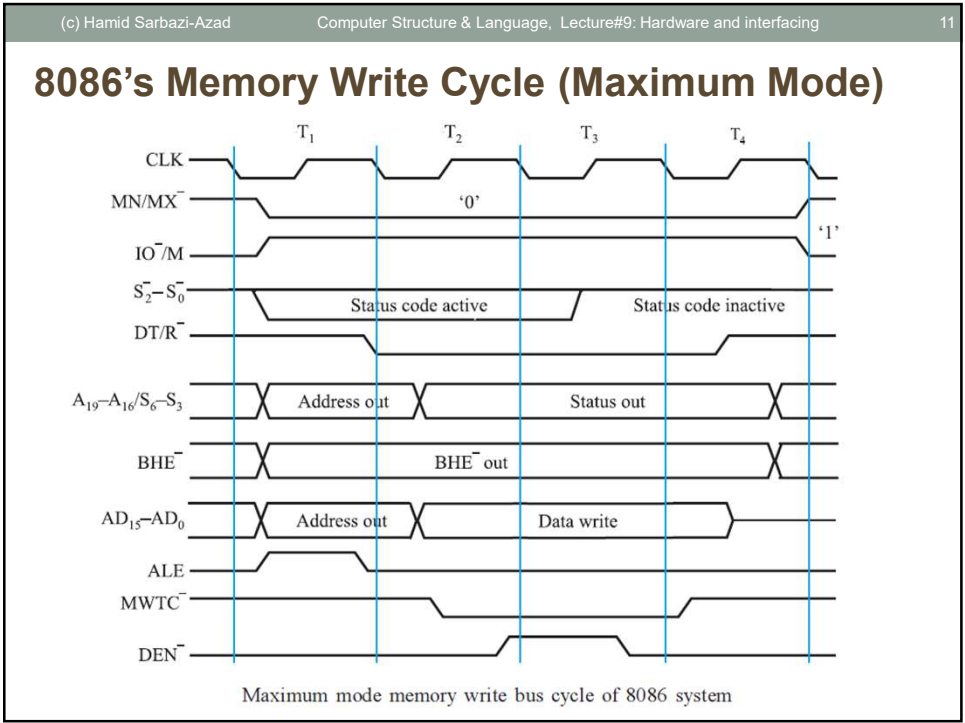 (c) Hamid Sarbazi-Azad Computer Structure & Language, Lecture#9: Hardware and interfacing 11
8086’s Memory Write Cycle (Maximum Mode)
T₁ T₂ T₃ T₄
CLK
MN/MX‾ ‘0’
‘1’
IO‾/M
S₂‾–S₀‾ Status code active Status code inactive
DT/R‾
A₁₉–A₁₆/S₆–S₃ Address out Status out
BHE‾ BHE‾ out
AD₁₅–AD₀ Address out Data write
ALE
MWTC‾
DEN‾
Maximum mode memory write bus cycle of 8086 system